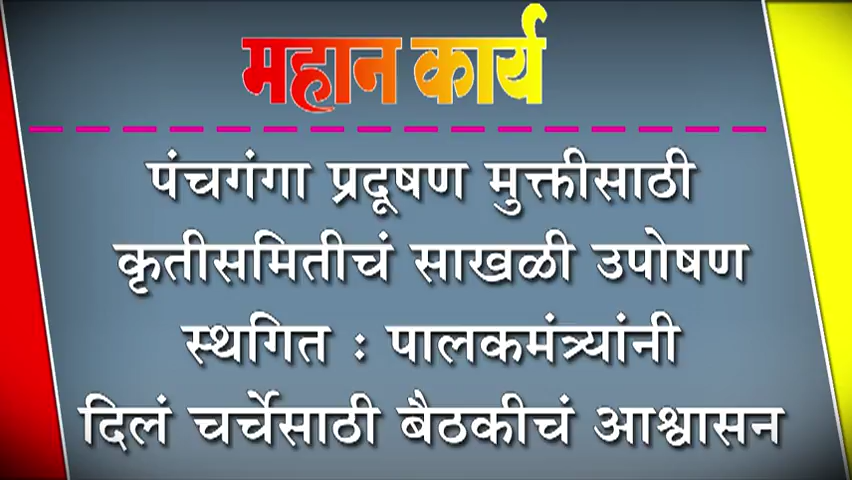 महान कार्य
पंचगंगा प्रदूषण मुक्तीसाठी
कृतीसमितीचं साखळी उपोषण
स्थगित : पालकमंत्र्यांनी
दिलं चर्चेसाठी बैठकीचं आश्वासन